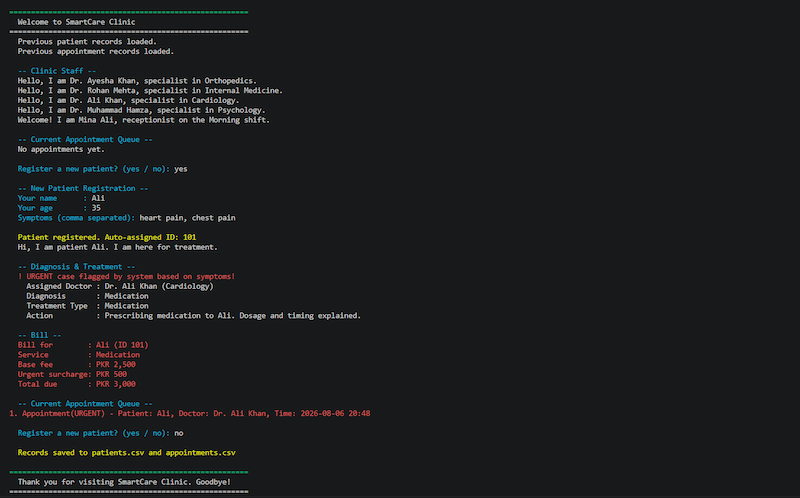 =======================================================
Welcome to SmartCare Clinic
=======================================================
Previous patient records loaded.
Previous appointment records loaded.
-- Clinic Staff --
Hello, I am Dr. Ayesha Khan, specialist in Orthopedics.
Hello, I am Dr. Rohan Mehta, specialist in Internal Medicine.
Hello, I am Dr. Ali Khan, specialist in Cardiology.
Hello, I am Dr. Muhammad Hamza, specialist in Psychology.
Welcome! I am Mina Ali, receptionist on the Morning shift.
-- Current Appointment Queue --
No appointments yet.
Register a new patient? (yes / no): yes
-- New Patient Registration --
Your name      : Ali
Your age       : 35
Symptoms (comma separated): heart pain, chest pain
Patient registered. Auto-assigned ID: 101
Hi, I am patient Ali. I am here for treatment.
-- Diagnosis & Treatment --
! URGENT case flagged by system based on symptoms!
Assigned Doctor : Dr. Ali Khan (Cardiology)
Diagnosis       : Medication
Treatment Type  : Medication
Action          : Prescribing medication to Ali. Dosage and timing explained.
-- Bill --
Bill for        : Ali (ID 101)
Service         : Medication
Base fee        : PKR 2,500
Urgent surcharge: PKR 500
Total due       : PKR 3,000
-- Current Appointment Queue --
1. Appointment(URGENT) - Patient: Ali, Doctor: Dr. Ali Khan, Time: 2026-08-06 20:48
Register a new patient? (yes / no): no
Records saved to patients.csv and appointments.csv
=======================================================
Thank you for visiting SmartCare Clinic. Goodbye!
=======================================================